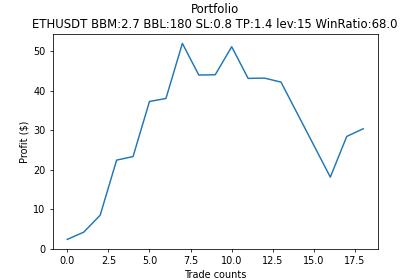 Portfolio
ETHUSDT BBM:2.7 BBL:180 SL:0.8 TP:1.4 lev:15 WinRatio:68.0
50
40
30
20
10
0
Profit ($)
0.0 2.5 5.0 7.5 10.0 12.5 15.0 17.5
Trade counts